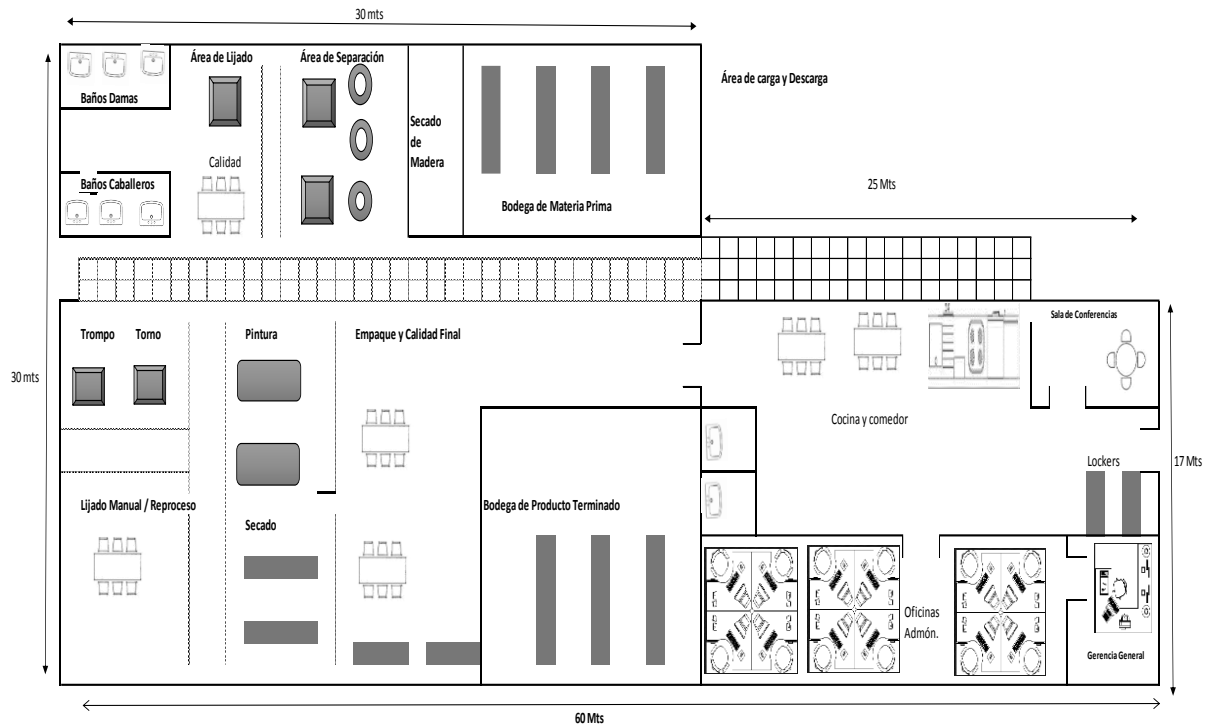 30 mts
Baños Damas
Área de Lijado
Área de Separación
Área de carga y Descarga
Secado
de
Madera
Calidad
Baños Caballeros
Bodega de Materia Prima
25 Mts
30 mts
Trompo
Torno
Pintura
Empaque y Calidad Final
Sala de Conferencias
Cocina y comedor
Lockers
17 Mts
Lijado Manual / Reproceso
Secado
Bodega de Producto Terminado
Oficinas
Admón.
Gerencia General
60 Mts